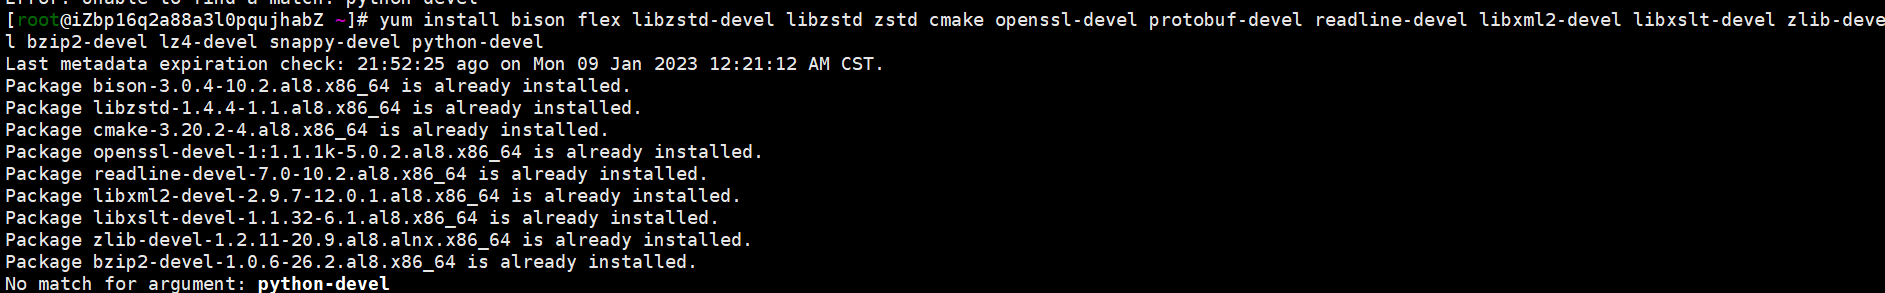 Error: Unable to find a match: python-devel
[root@iZbp16q2a88a3l0pqujhabZ ~]# yum install bison flex libzstd-devel libzstd zstd cmake openssl-devel protobuf-devel readline-devel libxml2-devel libxslt-devel zlib-deve
l bzip2-devel lz4-devel snappy-devel python-devel
Last metadata expiration check: 21:52:25 ago on Mon 09 Jan 2023 12:21:12 AM CST.
Package bison-3.0.4-10.2.al8.x86_64 is already installed.
Package libzstd-1.4.4-1.1.al8.x86_64 is already installed.
Package cmake-3.20.2-4.al8.x86_64 is already installed.
Package openssl-devel-1:1.1.1k-5.0.2.al8.x86_64 is already installed.
Package readline-devel-7.0-10.2.al8.x86_64 is already installed.
Package libxml2-devel-2.9.7-12.0.1.al8.x86_64 is already installed.
Package libxslt-devel-1.1.32-6.1.al8.x86_64 is already installed.
Package zlib-devel-1.2.11-20.9.al8.alnx.x86_64 is already installed.
Package bzip2-devel-1.0.6-26.2.al8.x86_64 is already installed.
No match for argument: python-devel